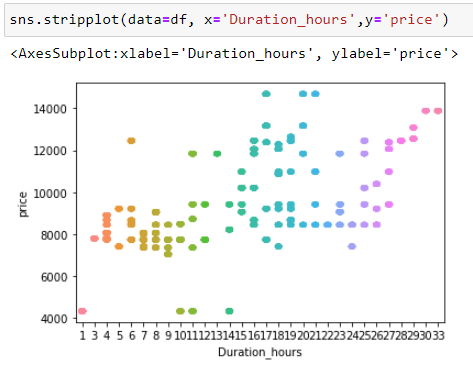 sns.stripplot(data=df, x='Duration_hours',y='price')
<AxesSubplot:xlabel='Duration_hours', ylabel='price'>
14000
12000
10000
8000
6000
4000
price
1 3 4 5 6 7 8 9 10 11 12 13 14 15 16 17 18 19 20 21 22 23 24 25 26 27 28 29 30 33
Duration_hours